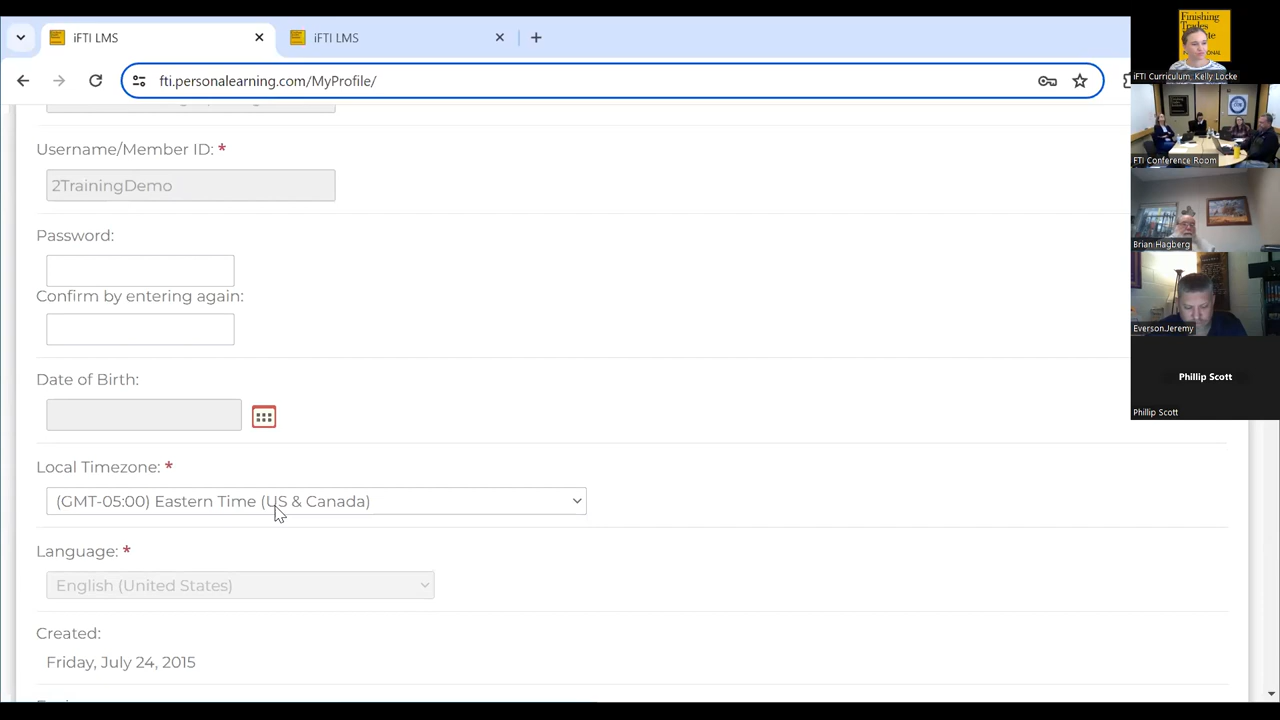 iFTI LMS
iFTI LMS
fti.personalearning.com/MyProfile/
Username/Member ID: *
2TrainingDemo
Password:
Confirm by entering again:
Date of Birth:
Local Timezone: *
(GMT-05:00) Eastern Time (US & Canada)
Language: *
English (United States)
Created:
Friday, July 24, 2015
Finishing
Trades
iFTI Curriculum, Kelly Locke
FTI Conference Room
Brian Hagberg
Everson.Jeremy
Phillip Scott
Phillip Scott